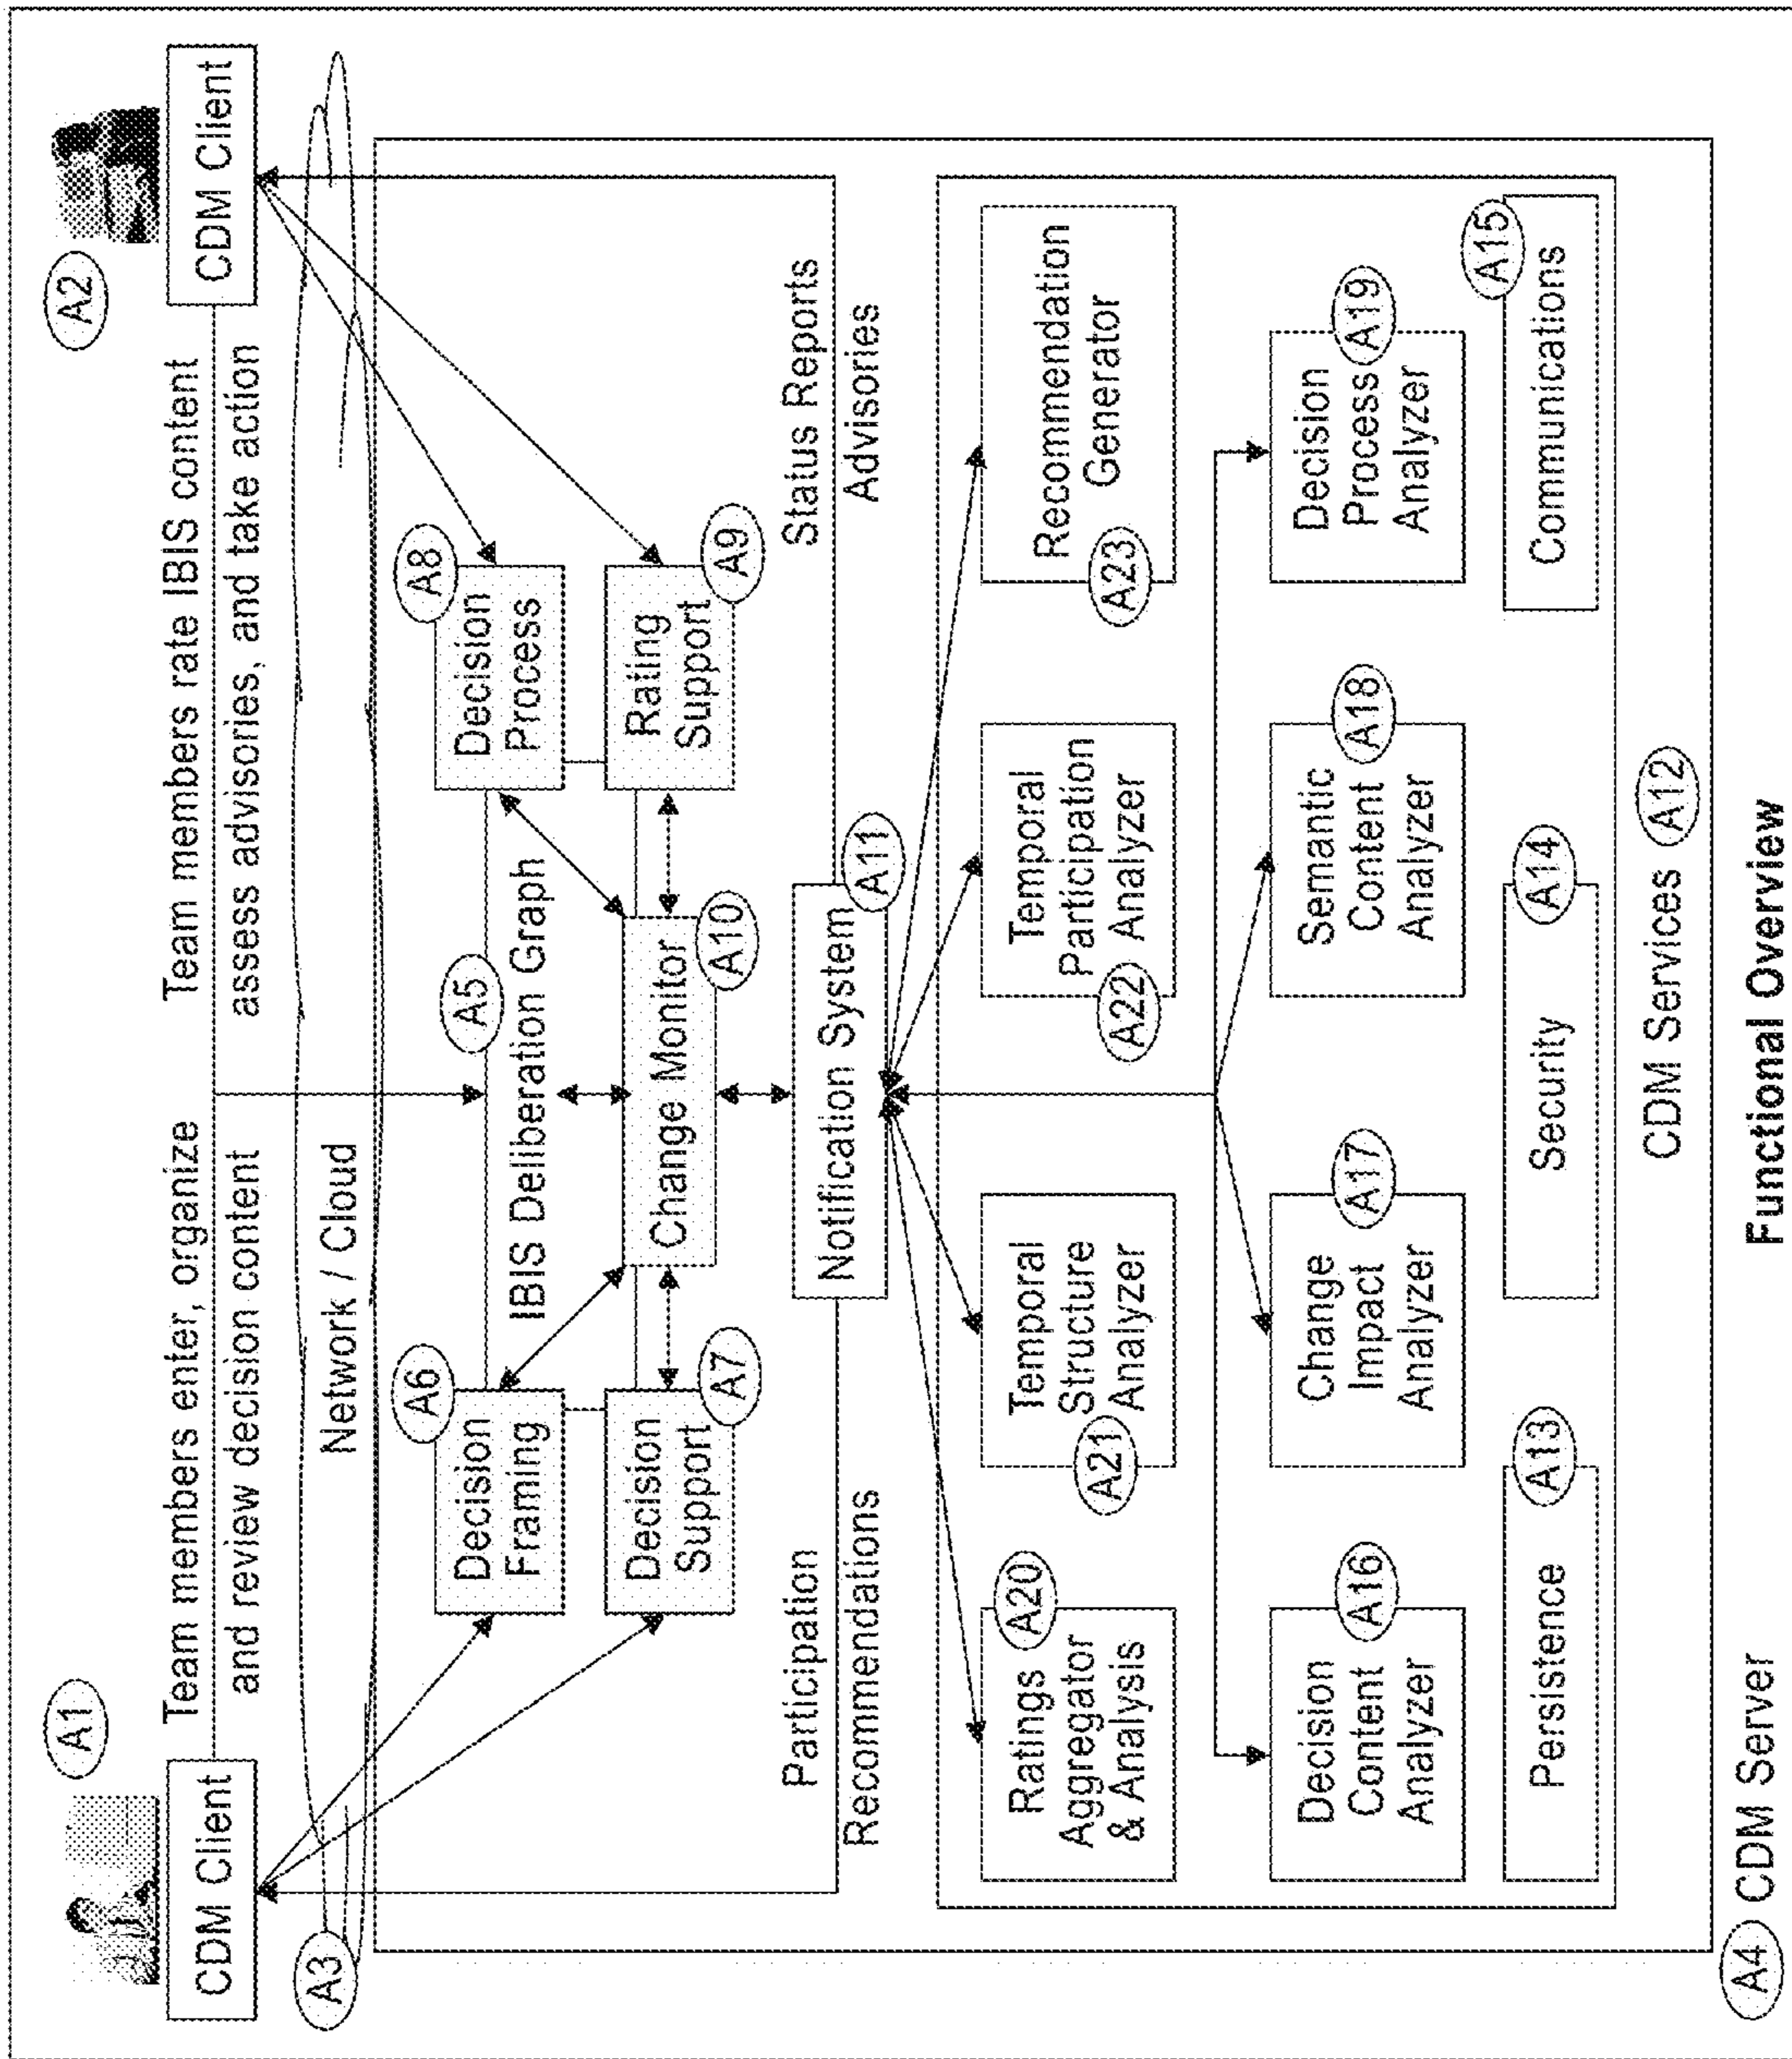 A1
A2
CDM Client
Team members enter, organize
and review decision content
Team members rate IBIS content
assess advisories, and take action
CDM Client
A3
Network / Cloud
A5
A6
Decision
Framing
IBIS Deliberation Graph
A8
Decision
Process
A7
Decision
Support
Change Monitor
A10
A9
Rating
Support
Participation
Recommendations
Notification System
A11
Status Reports
Advisories
A20
Ratings
Aggregator
& Analysis
A21
Temporal
Structure
Analyzer
A22
Temporal
Participation
Analyzer
A23
Recommendation
Generator
A16
Decision
Content
Analyzer
A17
Change
Impact
Analyzer
A18
Semantic
Content
Analyzer
A19
Decision
Process
Analyzer
A13
Persistence
A14
Security
A15
Communications
CDM Services A12
A4 CDM Server
Functional Overview